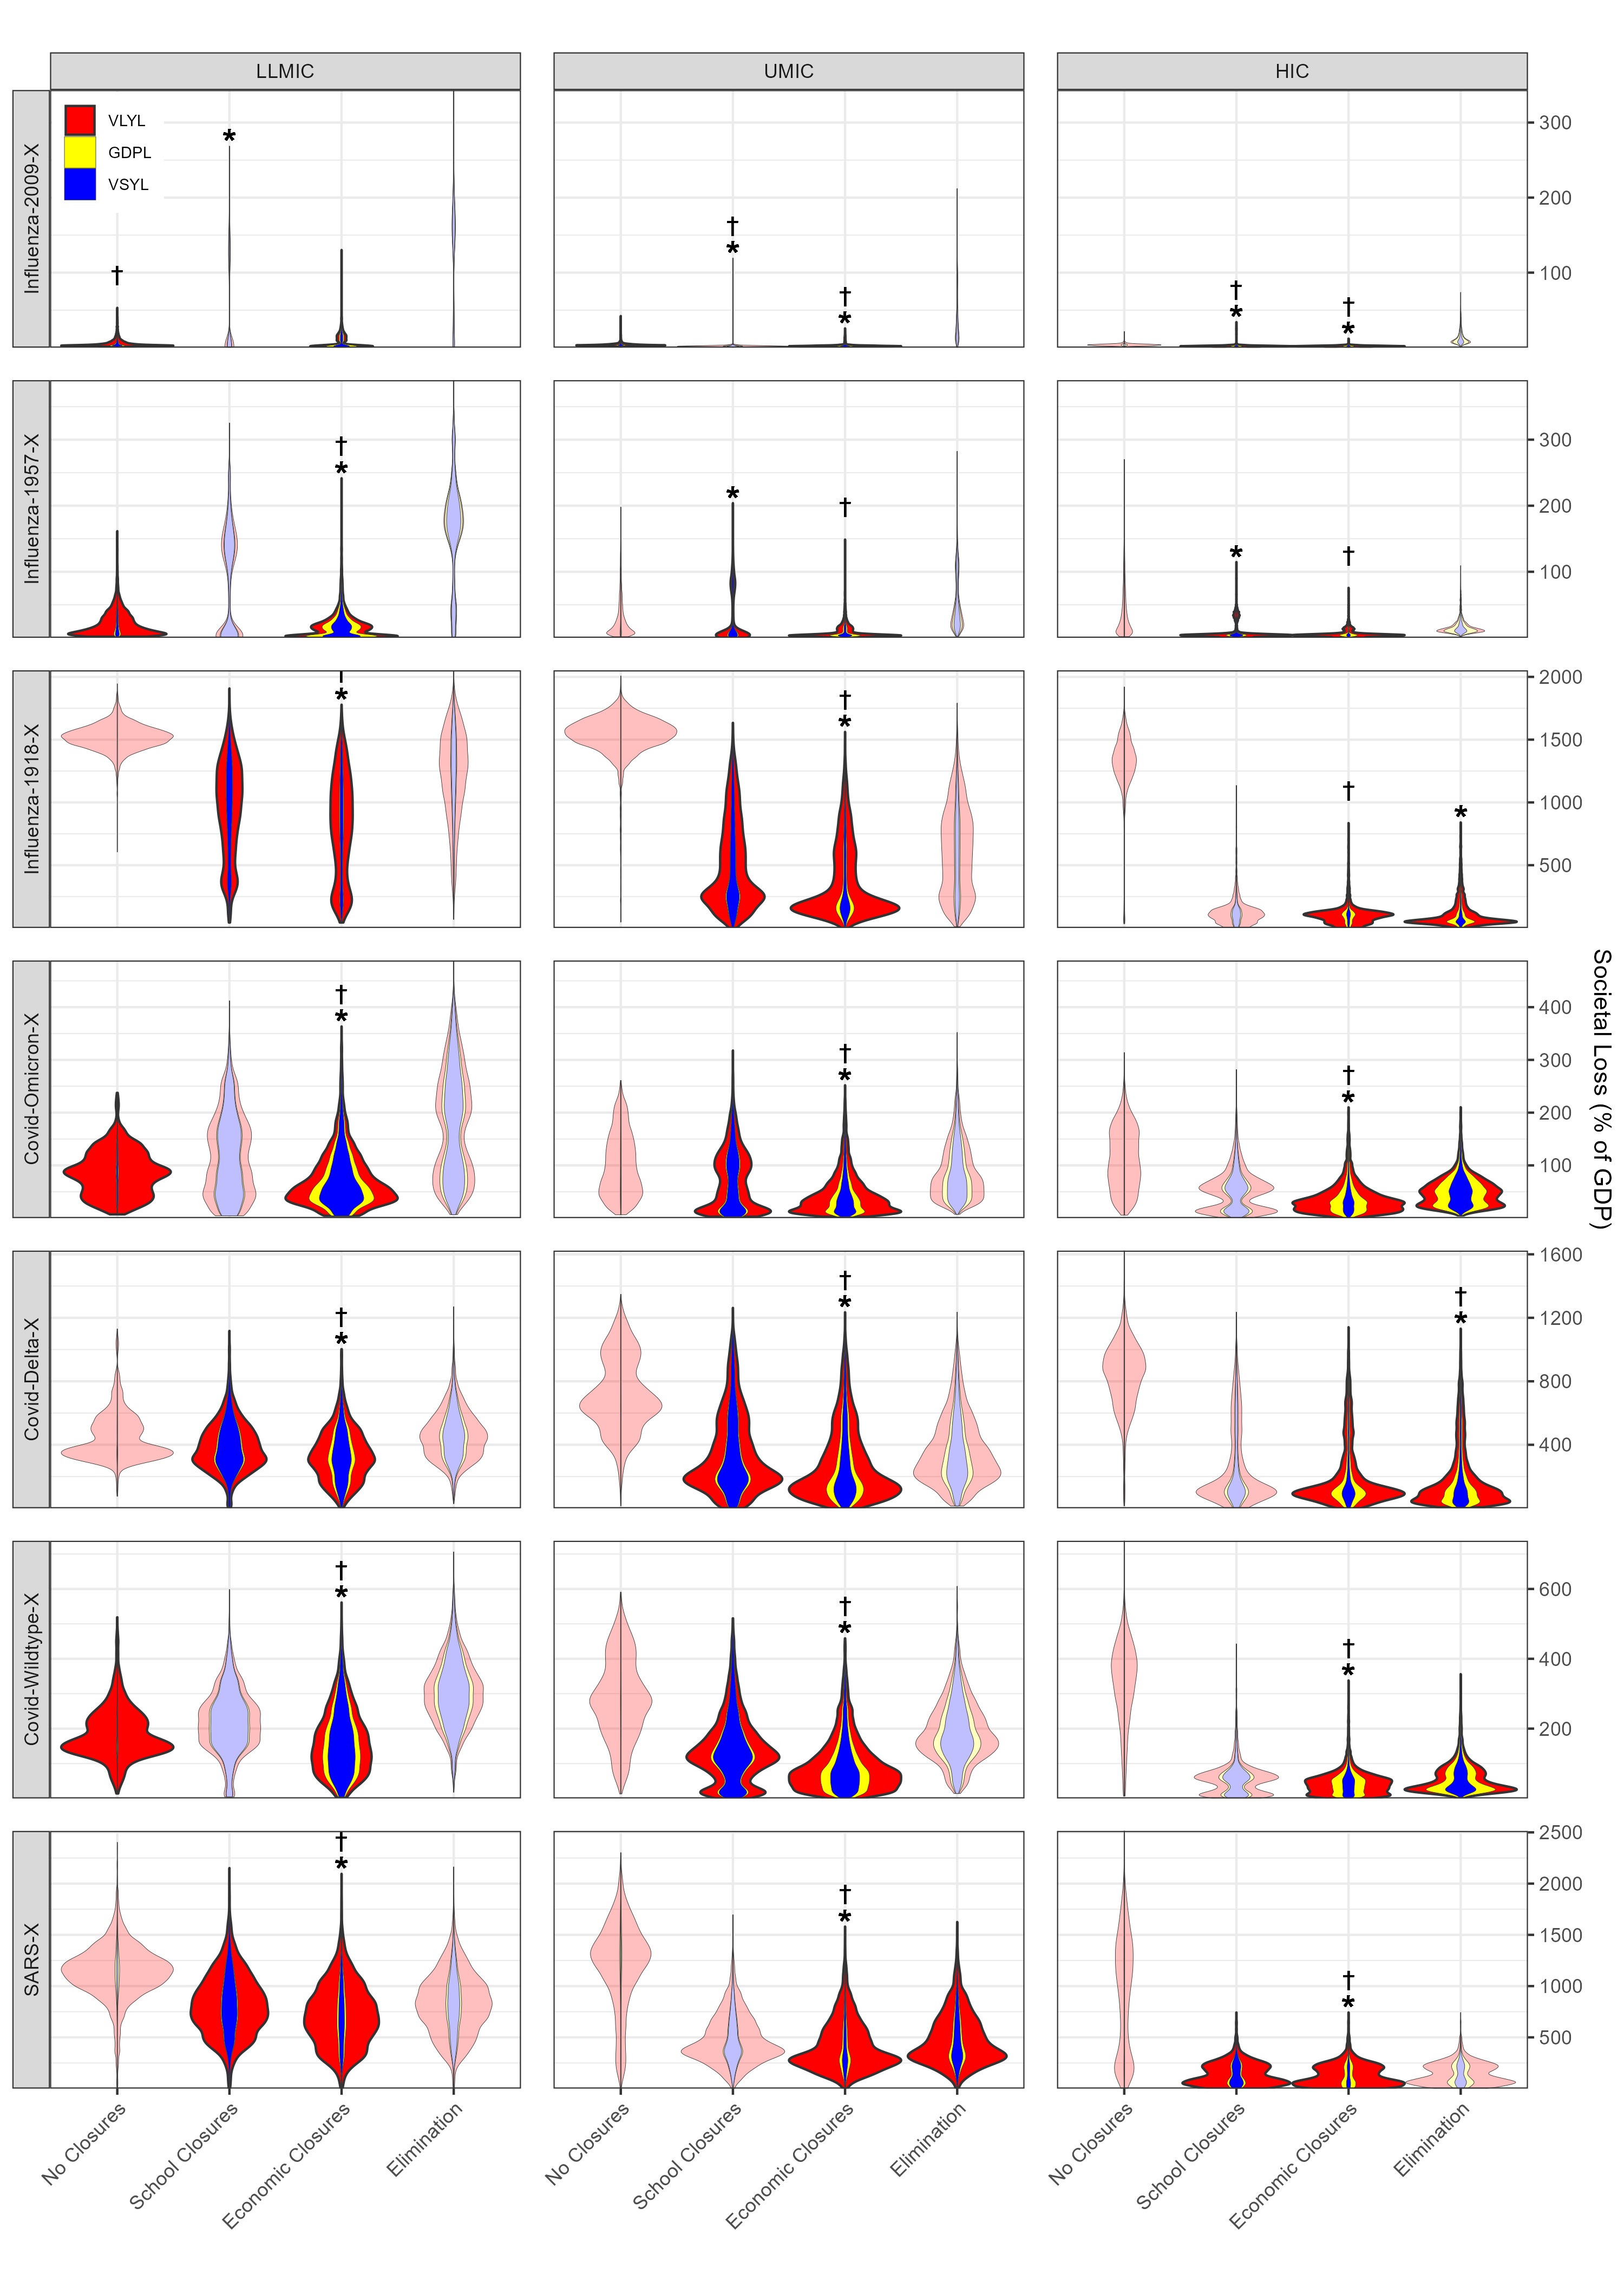 LLMIC
UMIC
HIC
Influenza-2009-X
VLYL
GDPL
VSYL
†
*
†
*
†
*
†
*
†
*
300
200
100
Influenza-1957-X
†
*
*
†
*
†
300
200
100
Influenza-1918-X
*
†
*
†
*
2000
1500
1000
500
Covid-Omicron-X
†
*
†
*
†
*
400
300
200
100
Covid-Delta-X
†
*
†
*
†
*
1600
1200
800
400
Covid-Wildtype-X
†
*
†
*
†
*
600
400
200
SARS-X
†
*
†
*
†
*
2500
2000
1500
1000
500
Societal Loss (% of GDP)
No Closures
School Closures
Economic Closures
Elimination
No Closures
School Closures
Economic Closures
Elimination
No Closures
School Closures
Economic Closures
Elimination